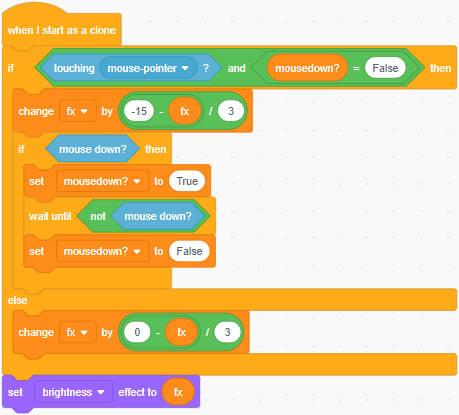 when I start as a clone
if touching mouse-pointer ? and mousedown? = False then
change fx by -15 - fx / 3
if mouse down? then
set mousedown? to True
wait until not mouse down?
set mousedown? to False
else
change fx by 0 - fx / 3
set brightness effect to fx